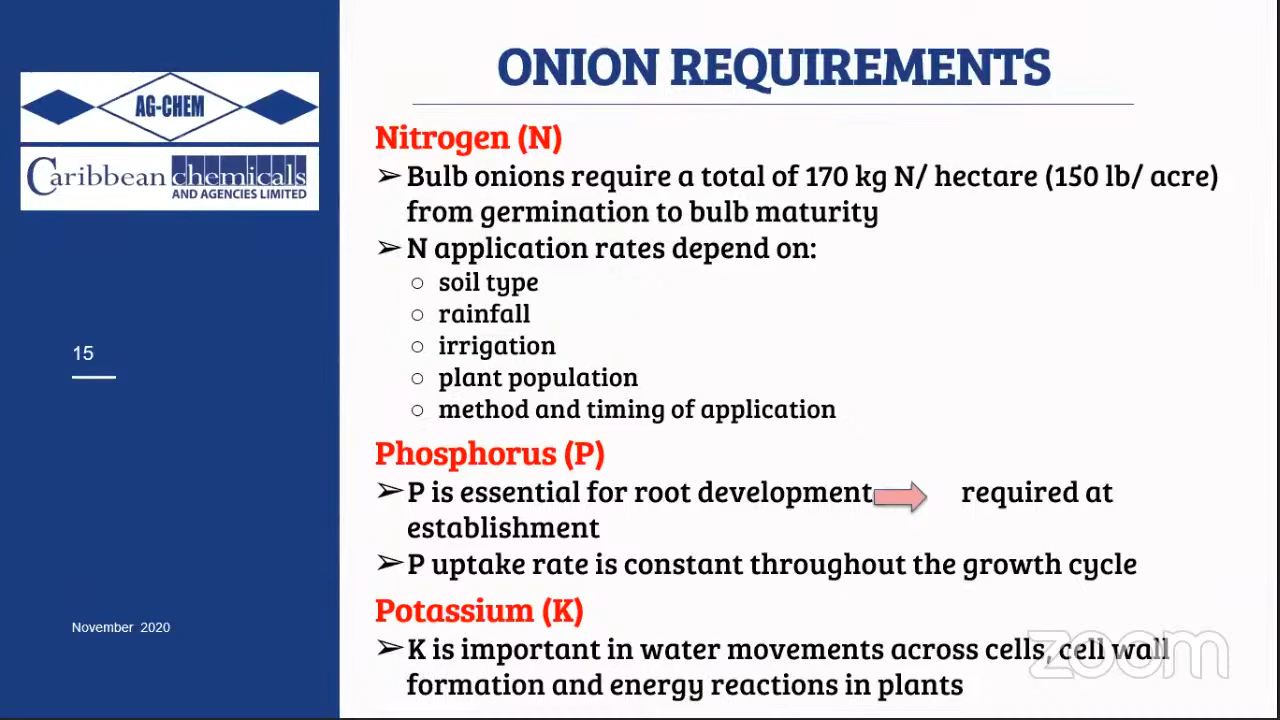 ONION REQUIREMENTS
AG-CHEM
Caribbean chemicals
AND AGENCIES LIMITED
15
November 2020
Nitrogen (N)
➢ Bulb onions require a total of 170 kg N/ hectare (150 lb/ acre)
from germination to bulb maturity
➢ N application rates depend on:
○ soil type
○ rainfall
○ irrigation
○ plant population
○ method and timing of application
Phosphorus (P)
➢ P is essential for root development required at
establishment
➢ P uptake rate is constant throughout the growth cycle
Potassium (K)
➢ K is important in water movements across cells, cell wall
formation and energy reactions in plants
zoom